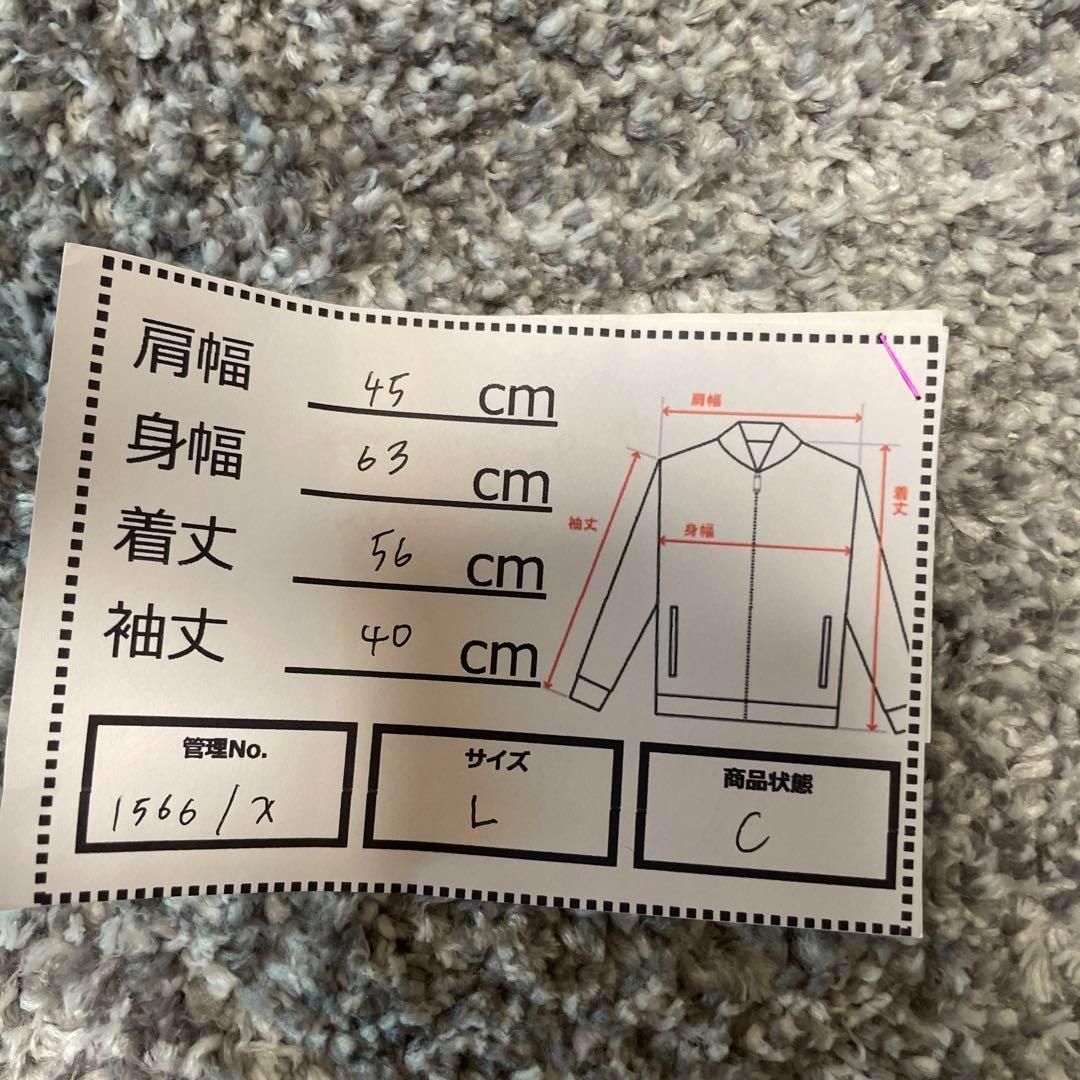 肩幅 45 cm
身幅 63 cm
着丈 56 cm
袖丈 40 cm
肩幅
袖丈
身幅
着丈
管理No.
1566/x
サイズ
L
商品状態
C